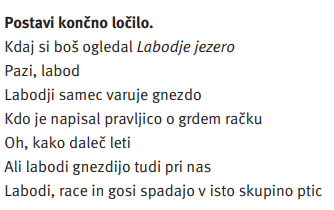 Postavi končno ločilo.
Kdaj si boš ogledal Labodje jezero
Pazi, labod
Labodji samec varuje gnezdo
Kdo je napisal pravljico o grdem račku
Oh, kako daleč leti
Ali labodi gnezdijo tudi pri nas
Labodi, race in gosi spadajo v isto skupino ptic